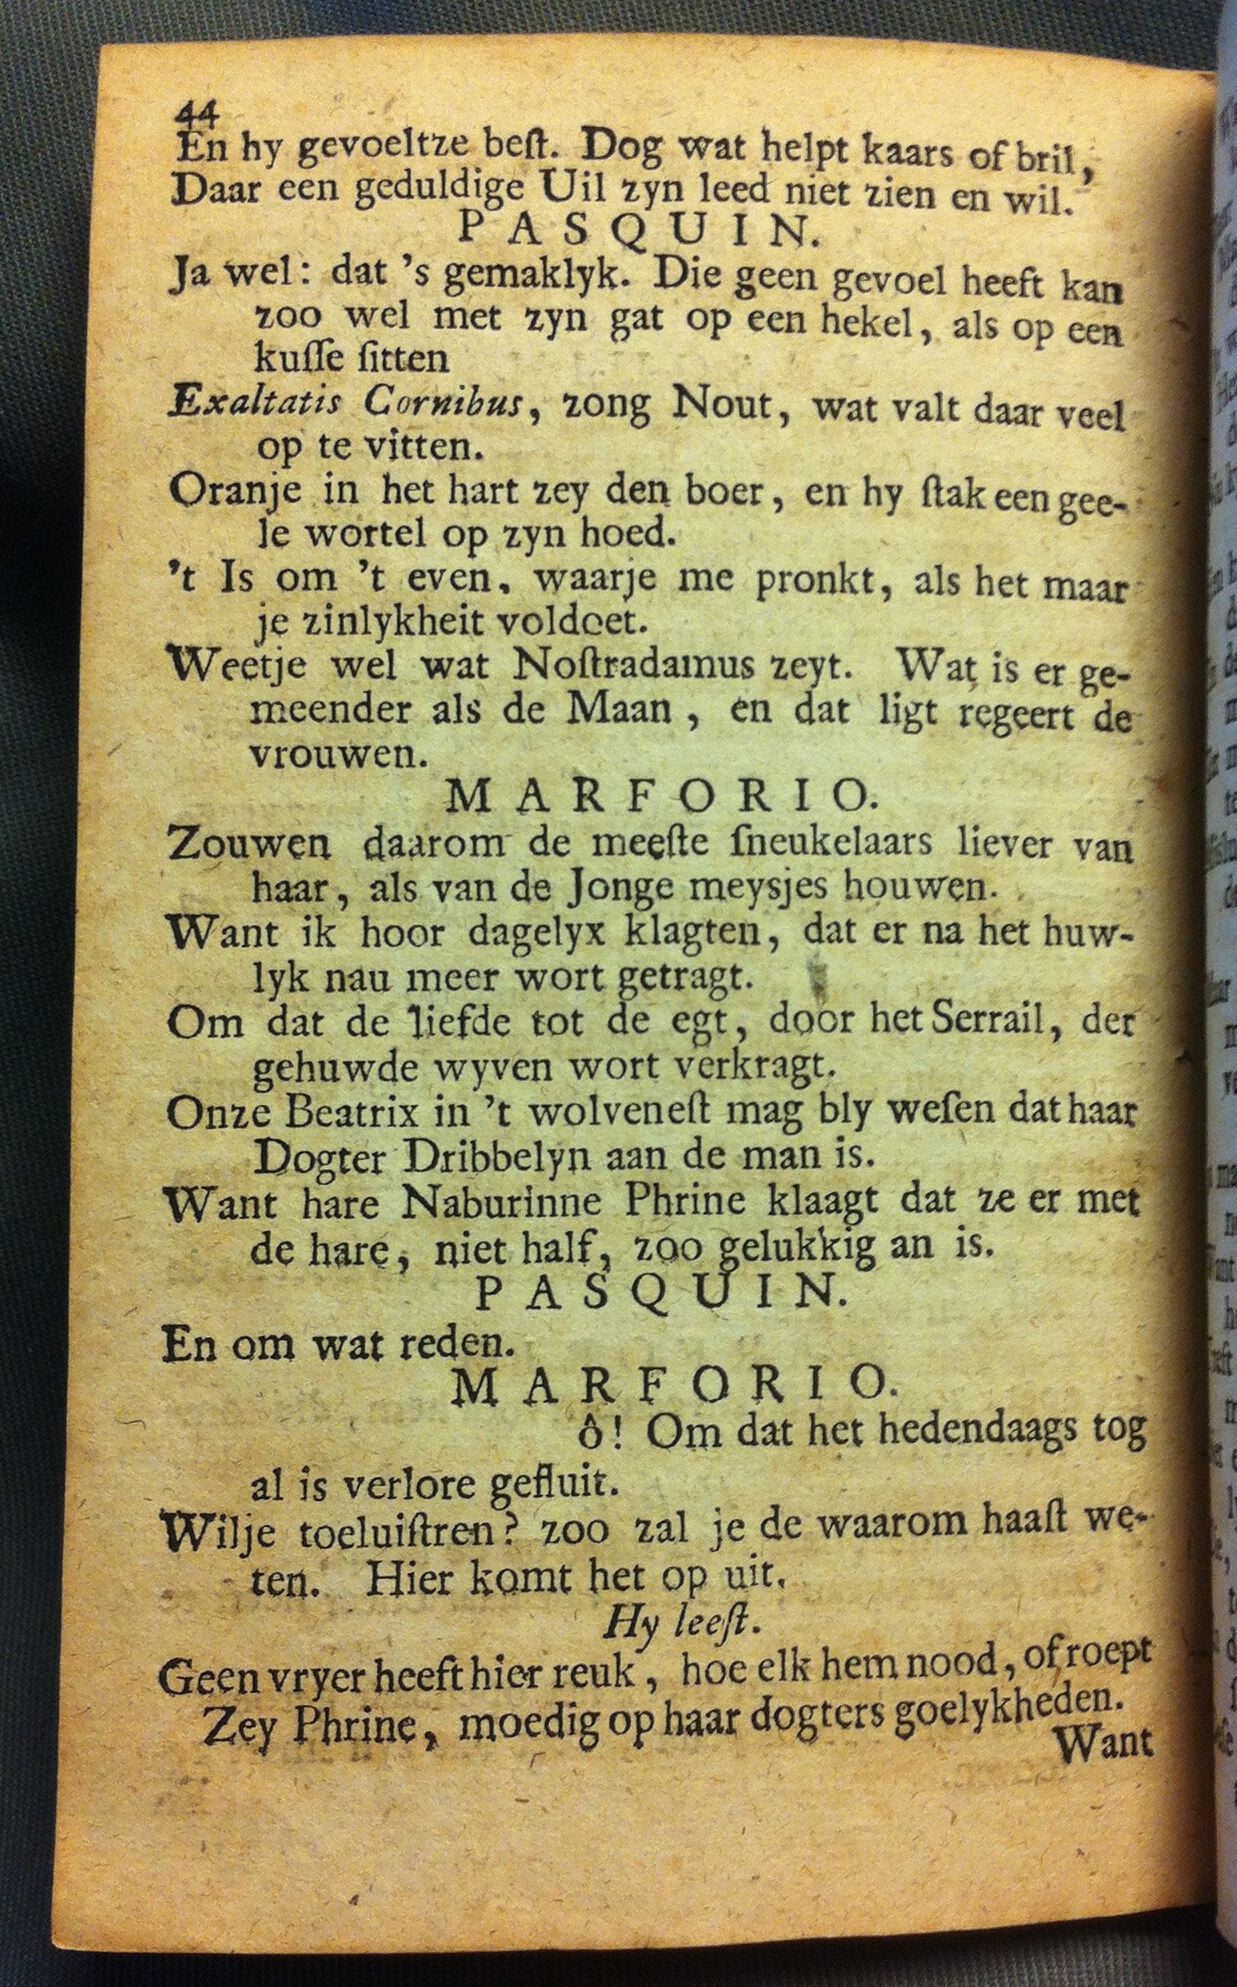 44
En hy gevoeltze beſt. Dog wat helpt kaars of bril,
Daar een geduldige Uil zyn leed niet zien en wil.
PASQUIN.
Ja wel: dat 's gemaklyk. Die geen gevoel heeft kan
zoo wel met zyn gat op een hekel, als op een
kuſſe ſitten
Exaltatis Cornibus, zong Nout, wat valt daar veel
op te vitten.
Oranje in het hart zey den boer, en hy ſtak een gee-
le wortel op zyn hoed.
't Is om 't even, waarje me pronkt, als het maar
je zinlykheit voldoet.
Weetje wel wat Noſtradamus zeyt. Wat is er ge-
meender als de Maan, en dat ligt regeert de
vrouwen.
MARFORIO.
Zouwen daarom de meeſte ſneukelaars liever van
haar, als van de Jonge meysjes houwen.
Want ik hoor dagelyx klagten, dat er na het huw-
lyk nau meer wort getragt.
Om dat de liefde tot de egt, door het Serrail, der
gehuwde wyven wort verkragt.
Onze Beatrix in 't wolveneſt mag bly weſen dat haar
Dogter Dribbelyn aan de man is.
Want hare Naburinne Phrine klaagt dat ze er met
de hare, niet half, zoo gelukkig an is.
PASQUIN.
En om wat reden.
MARFORIO.
ô! Om dat het hedendaags tog
al is verlore gefluit.
Wilje toeluiſtren? zoo zal je de waarom haaſt we-
ten. Hier komt het op uit.
Hy leeſt.
Geen vryer heeft hier reuk, hoe elk hem nood, of roept
Zey Phrine, moedig op haar dogters goelykheden.
Want